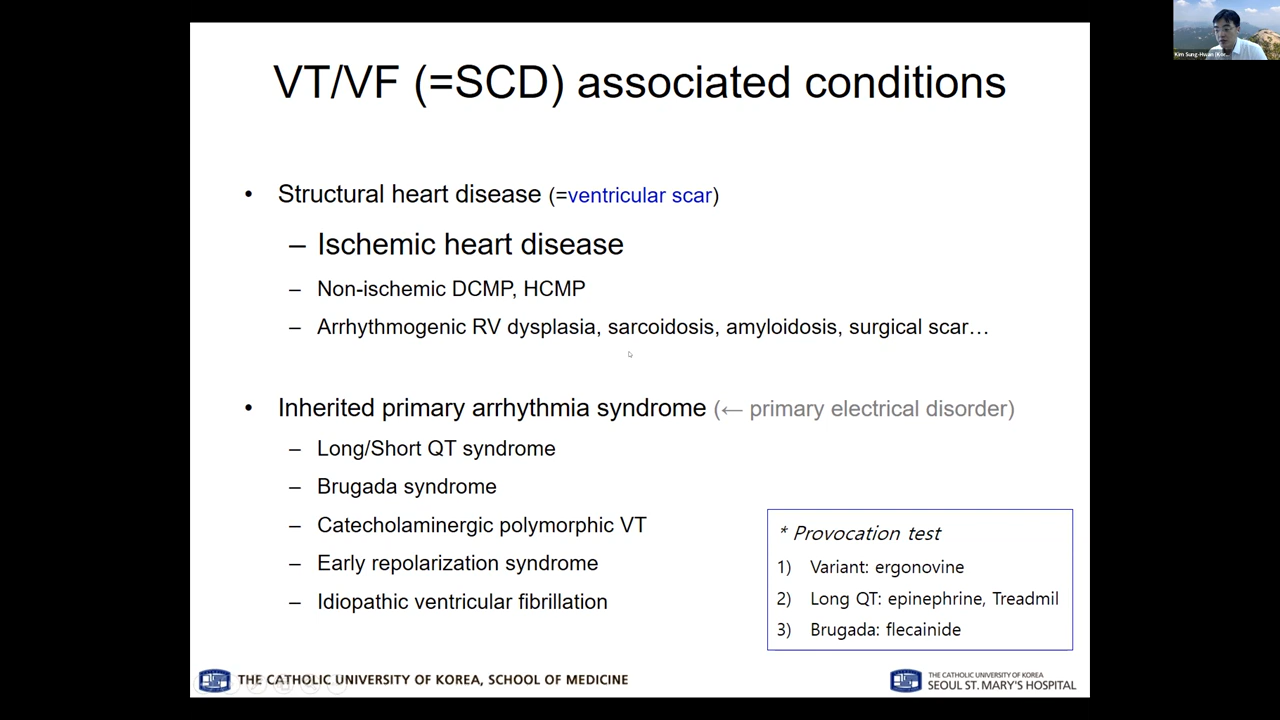 VT/VF (=SCD) associated conditions
• Structural heart disease (=ventricular scar)
– Ischemic heart disease
– Non-ischemic DCMP, HCMP
– Arrhythmogenic RV dysplasia, sarcoidosis, amyloidosis, surgical scar…
• Inherited primary arrhythmia syndrome (← primary electrical disorder)
– Long/Short QT syndrome
– Brugada syndrome
– Catecholaminergic polymorphic VT
– Early repolarization syndrome
– Idiopathic ventricular fibrillation
* Provocation test
1) Variant: ergonovine
2) Long QT: epinephrine, Treadmil
3) Brugada: flecainide
THE CATHOLIC UNIVERSITY OF KOREA, SCHOOL OF MEDICINE
THE CATHOLIC UNIVERSITY OF KOREA
SEOUL ST. MARY'S HOSPITAL
Kim Sung-Hwan